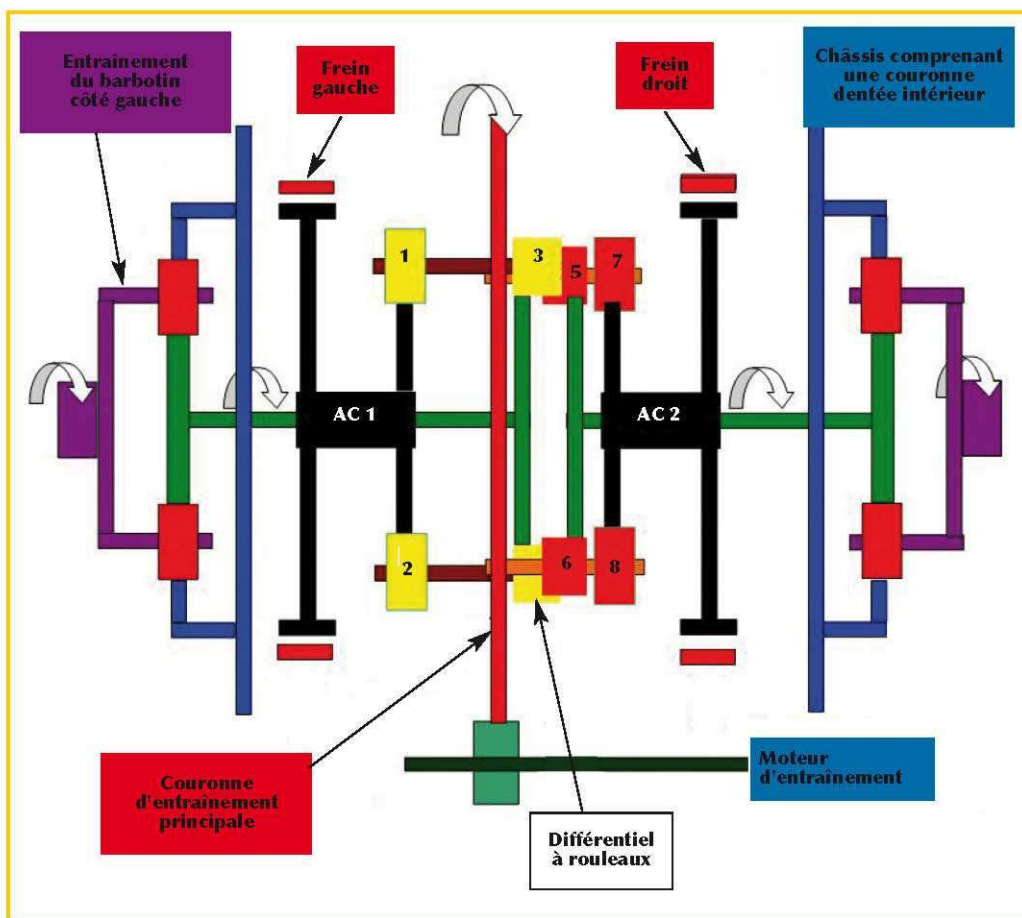 Entraînement
du barbotin
côté gauche
Frein
gauche
Frein
droit
Châssis comprenant
une couronne
dentée intérieur
1
3
5
7
AC 1
AC 2
2
6
8
Couronne
d'entraînement
principale
Moteur
d'entraînement
Différentiel
à rouleaux